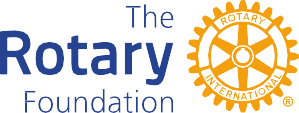 The
Rotary
Foundation
ROTARY
INTERNATIONAL
®